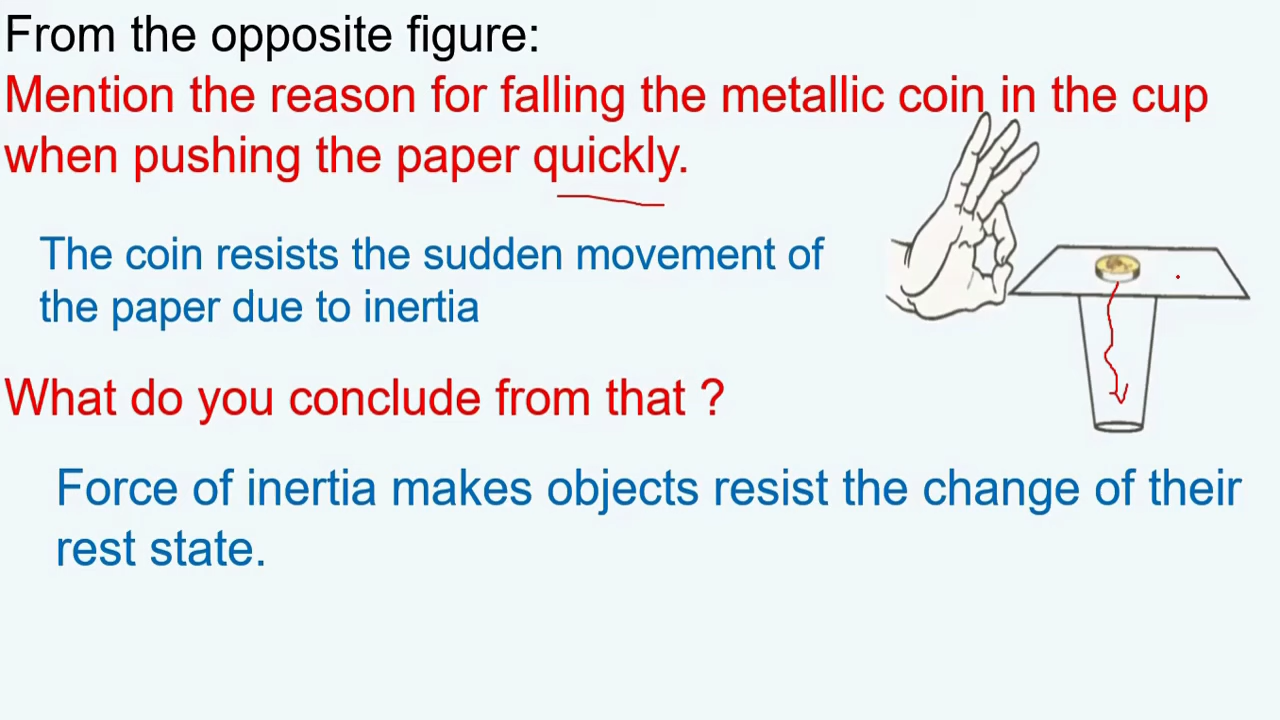 From the opposite figure:
Mention the reason for falling the metallic coin in the cup
when pushing the paper quickly.
The coin resists the sudden movement of
the paper due to inertia
What do you conclude from that ?
Force of inertia makes objects resist the change of their
rest state.